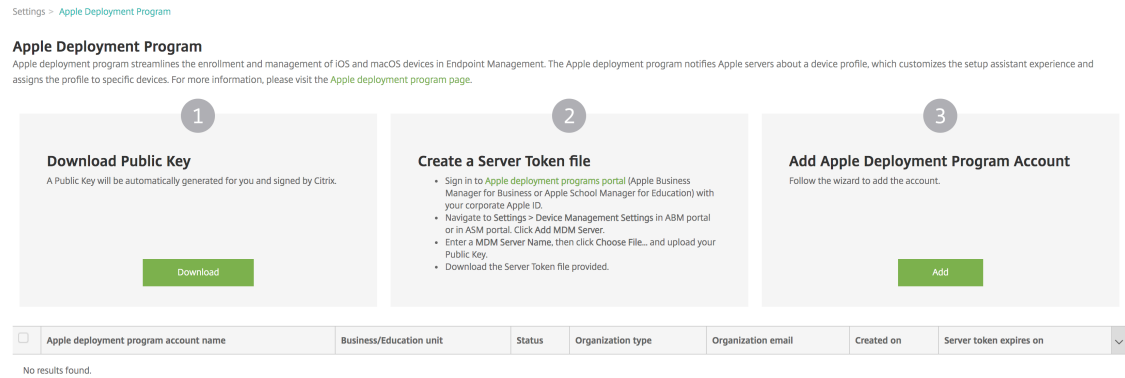 Settings > Apple Deployment Program
Apple Deployment Program
Apple deployment program streamlines the enrollment and management of iOS and macOS devices in Endpoint Management. The Apple deployment program notifies Apple servers about a device profile, which customizes the setup assistant experience and
assigns the profile to specific devices. For more information, please visit the Apple deployment program page.
1
Download Public Key
A Public Key will be automatically generated for you and signed by Citrix.
Download
2
Create a Server Token file
• Sign in to Apple deployment programs portal (Apple Business
Manager for Business or Apple School Manager for Education) with
your corporate Apple ID.
• Navigate to Settings > Device Management Settings in ABM portal
or in ASM portal. Click Add MDM Server.
• Enter a MDM Server Name, then click Choose File... and upload your
Public Key.
• Download the Server Token file provided.
3
Add Apple Deployment Program Account
Follow the wizard to add the account.
Add
Apple deployment program account name Business/Education unit Status Organization type Organization email Created on Server token expires on
No results found.